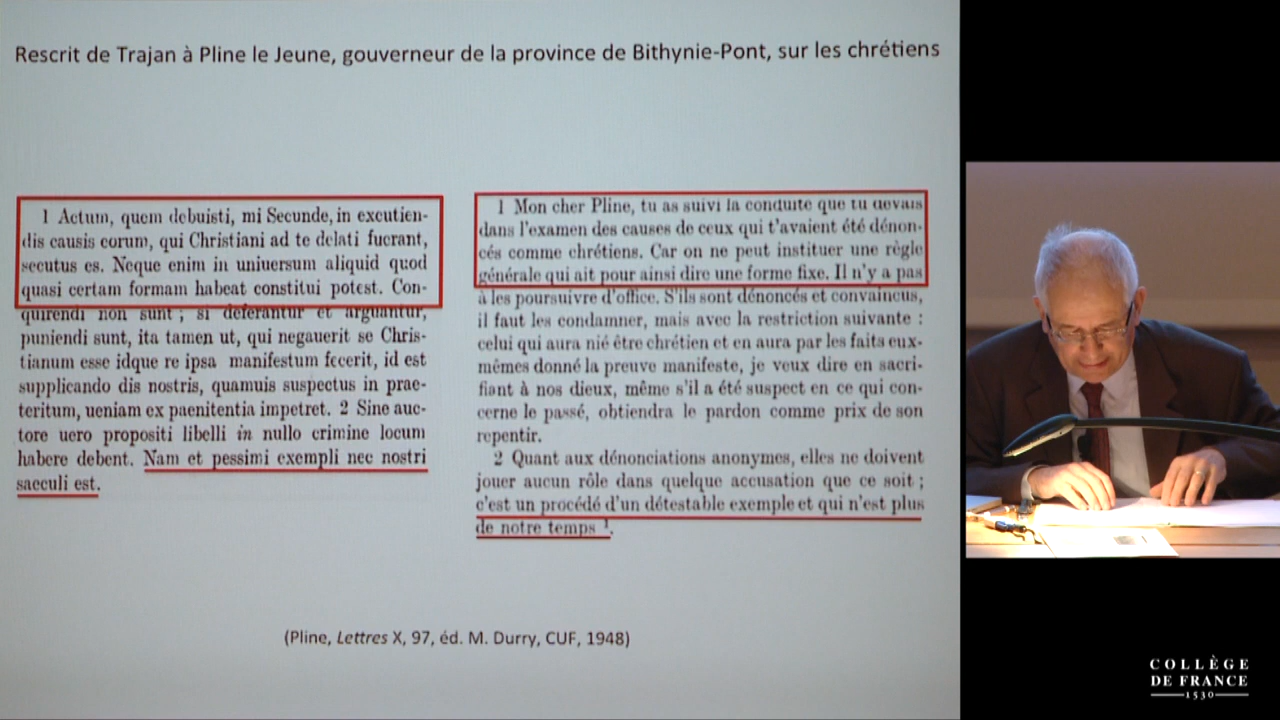 Rescrit de Trajan à Pline le Jeune, gouverneur de la province de Bithynie-Pont, sur les chrétiens
1 Actum, quem debuisti, mi Secunde, in excutien-
dis causis eorum, qui Christiani ad te delati fuerant,
secutus es. Neque enim in uniuersum aliquid quod
quasi certam formam habeat constitui potest. Con-
quirendi non sunt ; si deferantur et arguantur,
puniendi sunt, ita tamen ut, qui negauerit se Chris-
tianum esse idque re ipsa manifestum fecerit, id est
supplicando dis nostris, quamuis suspectus in prae-
teritum, ueniam ex paenitentia impetret. 2 Sine auc-
tore uero propositi libelli in nullo crimine locum
habere debent. Nam et pessimi exempli nec nostri
saeculi est.
1 Mon cher Pline, tu as suivi la conduite que tu devais
dans l'examen des causes de ceux qui t'avaient été dénon-
cés comme chrétiens. Car on ne peut instituer une règle
générale qui ait pour ainsi dire une forme fixe. Il n'y a pas
à les poursuivre d'office. S'ils sont dénoncés et convaincus,
il faut les condamner, mais avec la restriction suivante :
celui qui aura nié être chrétien et en aura par les faits eux-
mêmes donné la preuve manifeste, je veux dire en sacri-
fiant à nos dieux, même s'il a été suspect en ce qui con-
cerne le passé, obtiendra le pardon comme prix de son
repentir.
2 Quant aux dénonciations anonymes, elles ne doivent
jouer aucun rôle dans quelque accusation que ce soit ;
c'est un procédé d'un détestable exemple et qui n'est plus
de notre temps ¹.
(Pline, Lettres X, 97, éd. M. Durry, CUF, 1948)
COLLÈGE
DE FRANCE
1530